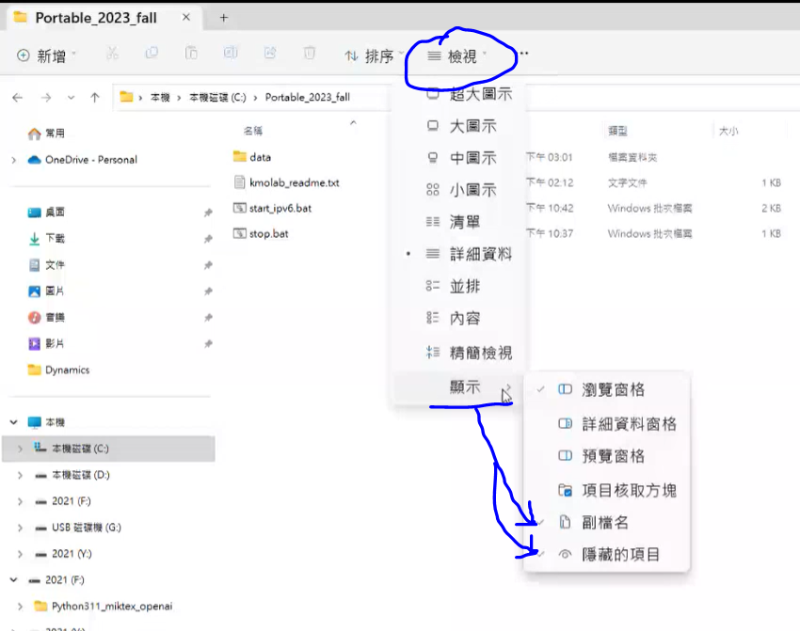 Portable_2023_fall
新增
排序
檢視
本機 > 本機磁碟 (C:) > Portable_2023_fall
常用
OneDrive - Personal
桌面
下載
文件
圖片
音樂
影片
Dynamics
本機
本機磁碟 (C:)
本機磁碟 (D:)
2021 (F:)
USB 磁碟機 (G:)
2021 (Y:)
2021 (F:)
Python311_miktex_openai
名稱
類型
大小
data
下午 03:01
檔案資料夾
kmolab_readme.txt
下午 02:12
文字文件
1 KB
start_ipv6.bat
下午 10:42
Windows 批次檔案
2 KB
stop.bat
下午 10:37
Windows 批次檔案
1 KB
超大圖示
大圖示
中圖示
小圖示
清單
詳細資料
並排
內容
精簡檢視
顯示
瀏覽窗格
詳細資料窗格
預覽窗格
項目核取方塊
副檔名
隱藏的項目